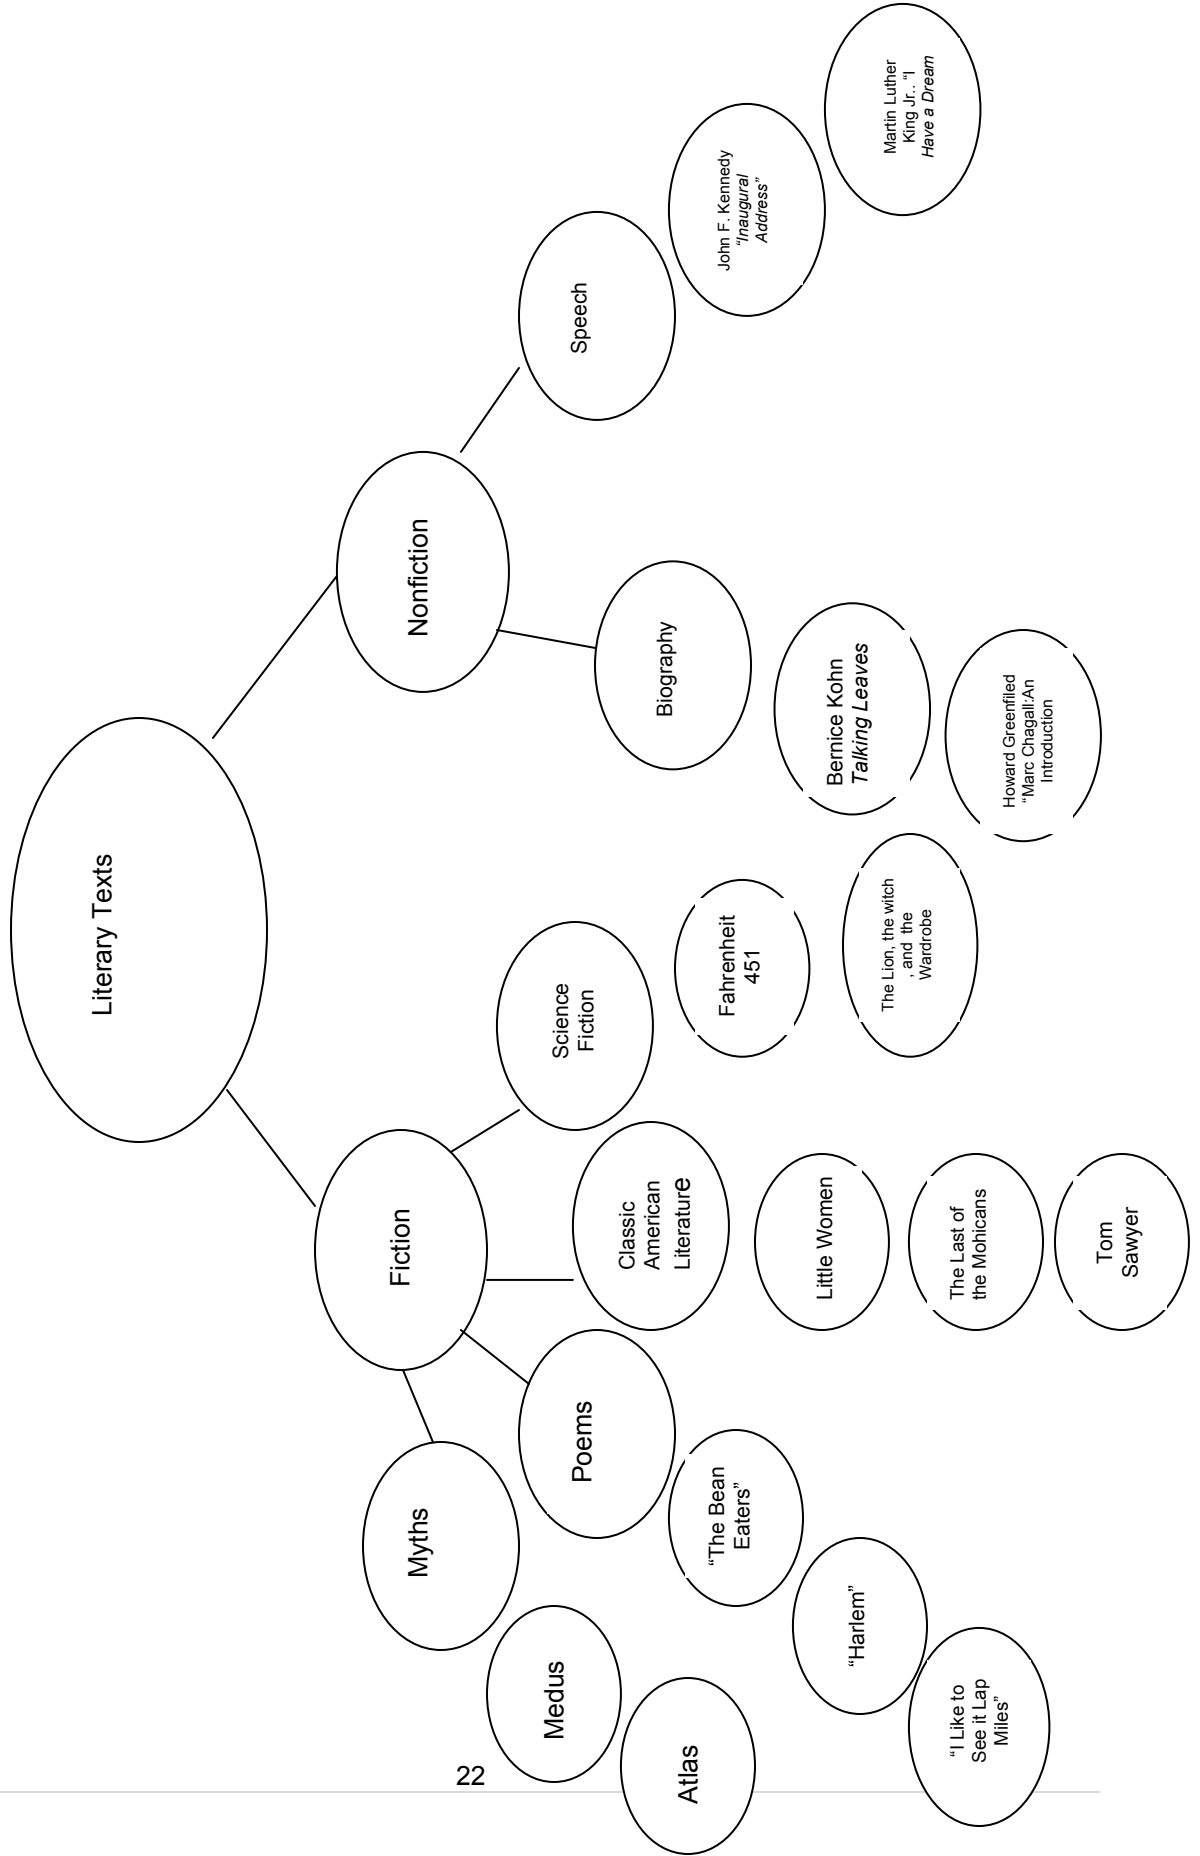 Literary Texts
Fiction
Nonfiction
Myths
Poems
Classic
American
Literature
Science
Fiction
Biography
Speech
Medus
Atlas
“The Bean
Eaters”
“Harlem”
“I Like to
See it Lap
Miles”
Little Women
The Last of
the Mohicans
Tom
Sawyer
Fahrenheit
451
The Lion, the witch
, and the
Wardrobe
Bernice Kohn
Talking Leaves
Howard Greenfiled
“Marc Chagall:An
Introduction
John F. Kennedy
“Inaugural
Address”
Martin Luther
King Jr.. “I
Have a Dream
22